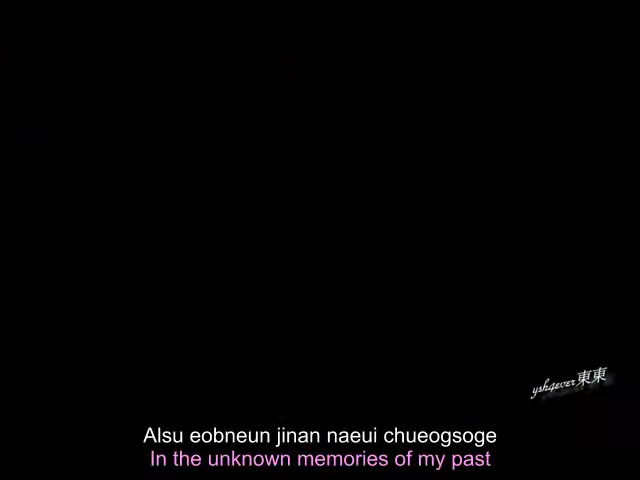 ysh4ever東東
Alsu eobneun jinan naeui chueogsoge
In the unknown memories of my past